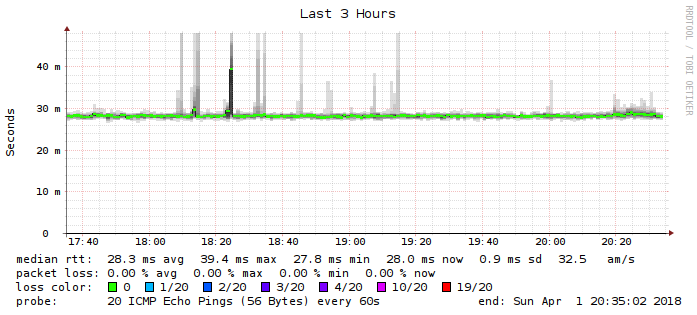 Last 3 Hours
RRDTOOL / TOBI OETIKER
Seconds
40 m
30 m
20 m
10 m
0
17:40 18:00 18:20 18:40 19:00 19:20 19:40 20:00 20:20
median rtt: 28.3 ms avg 39.4 ms max 27.8 ms min 28.0 ms now 0.9 ms sd 32.5 am/s
packet loss: 0.00 % avg 0.00 % max 0.00 % min 0.00 % now
loss color: 0 1/20 2/20 3/20 4/20 10/20 19/20
probe: 20 ICMP Echo Pings (56 Bytes) every 60s end: Sun Apr 1 20:35:02 2018